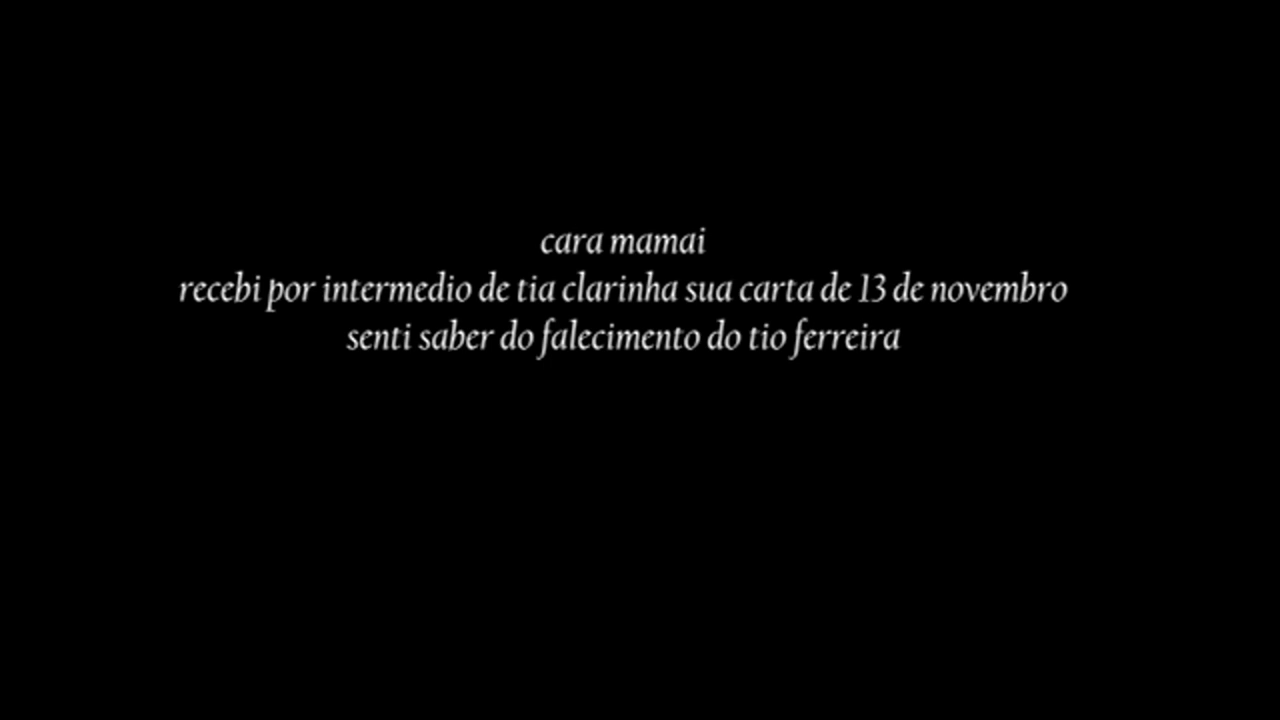 cara mamai
recebi por intermedio de tia clarinha sua carta de 13 de novembro
senti saber do falecimento do tio ferreira